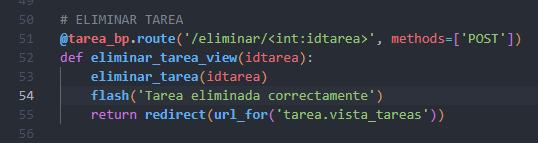 50 # ELIMINAR TAREA
51 @tarea_bp.route('/eliminar/<int:idtarea>', methods=['POST'])
52 def eliminar_tarea_view(idtarea):
53 eliminar_tarea(idtarea)
54 flash('Tarea eliminada correctamente')
55 return redirect(url_for('tarea.vista_tareas'))
56